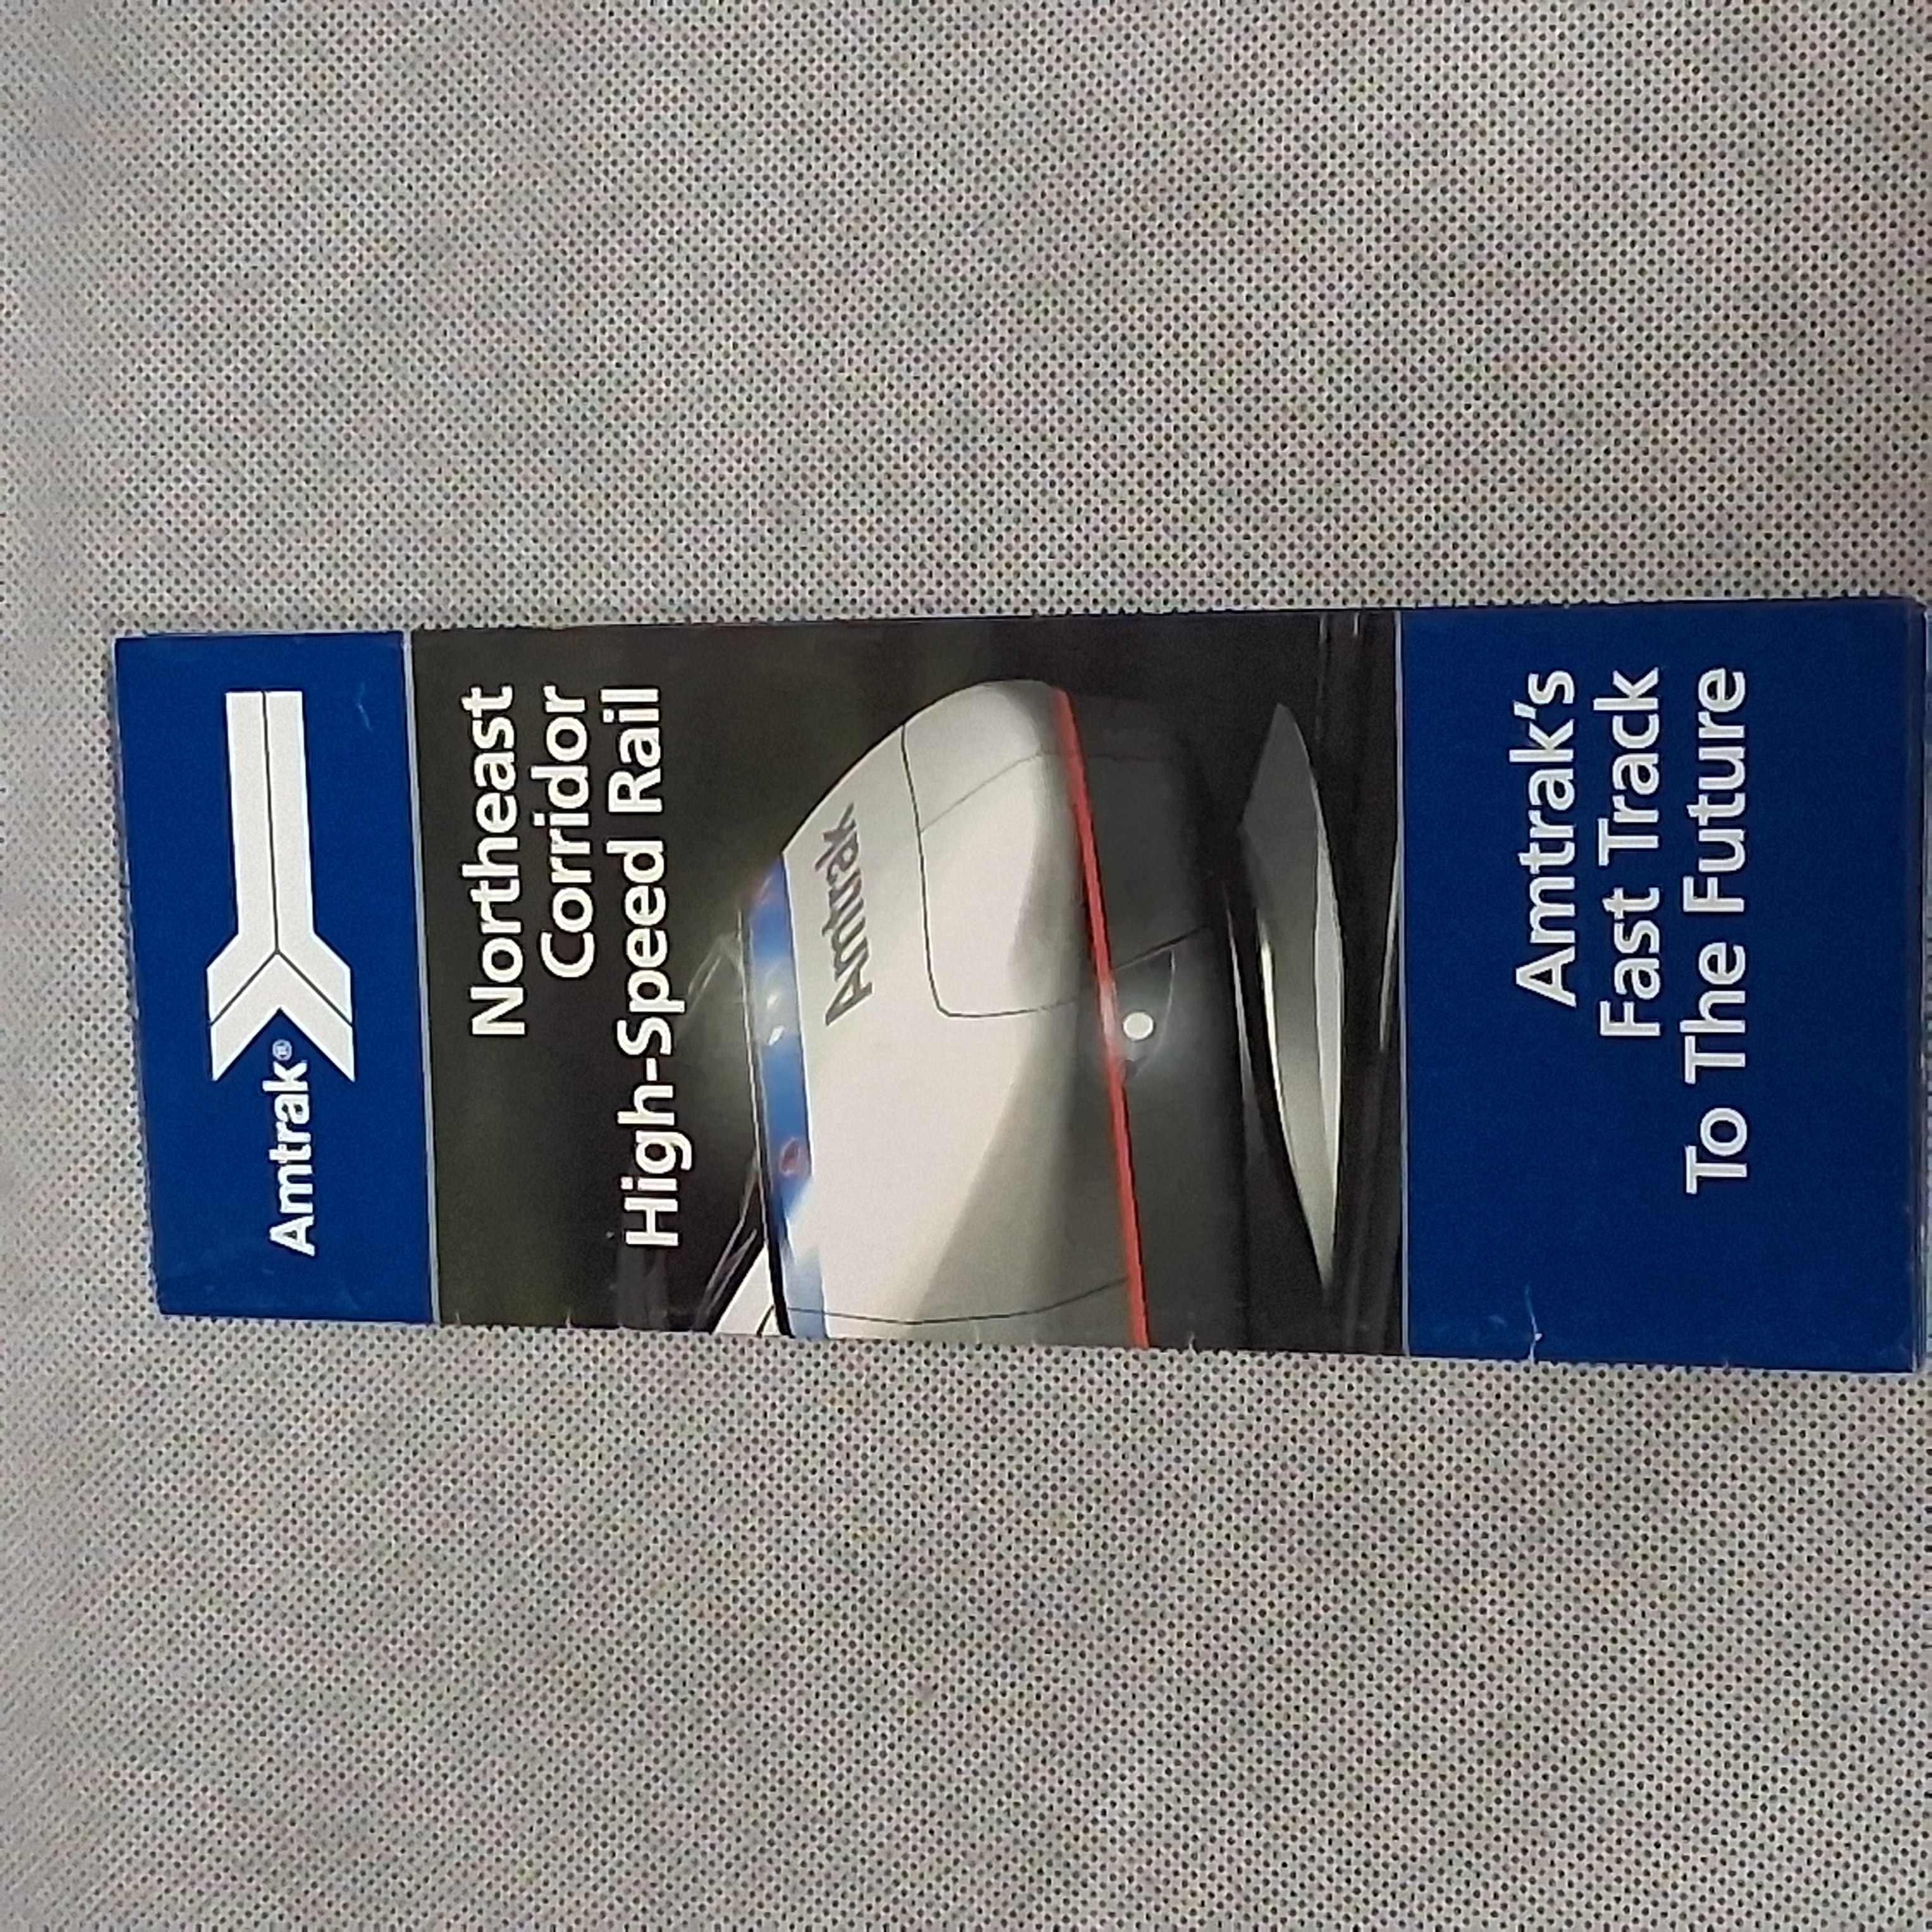 Amtrak®
Northeast
Corridor
High-Speed Rail
Amtrak
Amtrak's
Fast Track
To The Future